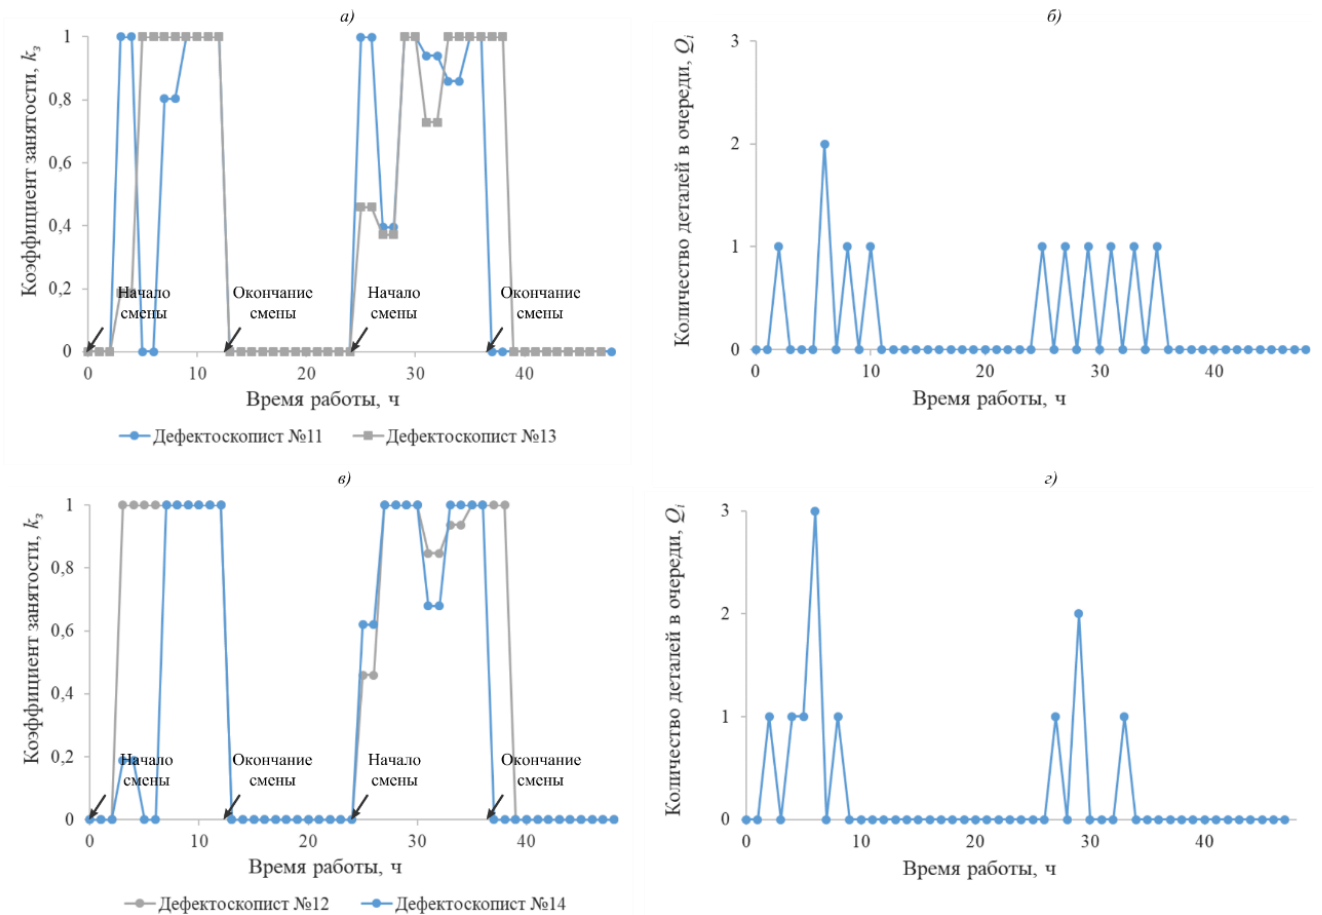 а)
Коэффициент занятости, kз
1
0,8
0,6
0,4
0,2
0
Начало
смены
Окончание
смены
Начало
смены
Окончание
смены
0 10 20 30 40
Время работы, ч
Дефектоскопист №11 Дефектоскопист №13
б)
Количество деталей в очереди, Qi
3
2
1
0
0 10 20 30 40
Время работы, ч
в)
Коэффициент занятости, kз
1
0,8
0,6
0,4
0,2
0
Начало
смены
Окончание
смены
Начало
смены
Окончание
смены
0 10 20 30 40
Время работы, ч
Дефектоскопист №12 Дефектоскопист №14
г)
Количество деталей в очереди, Qi
3
2
1
0
0 10 20 30 40
Время работы, ч